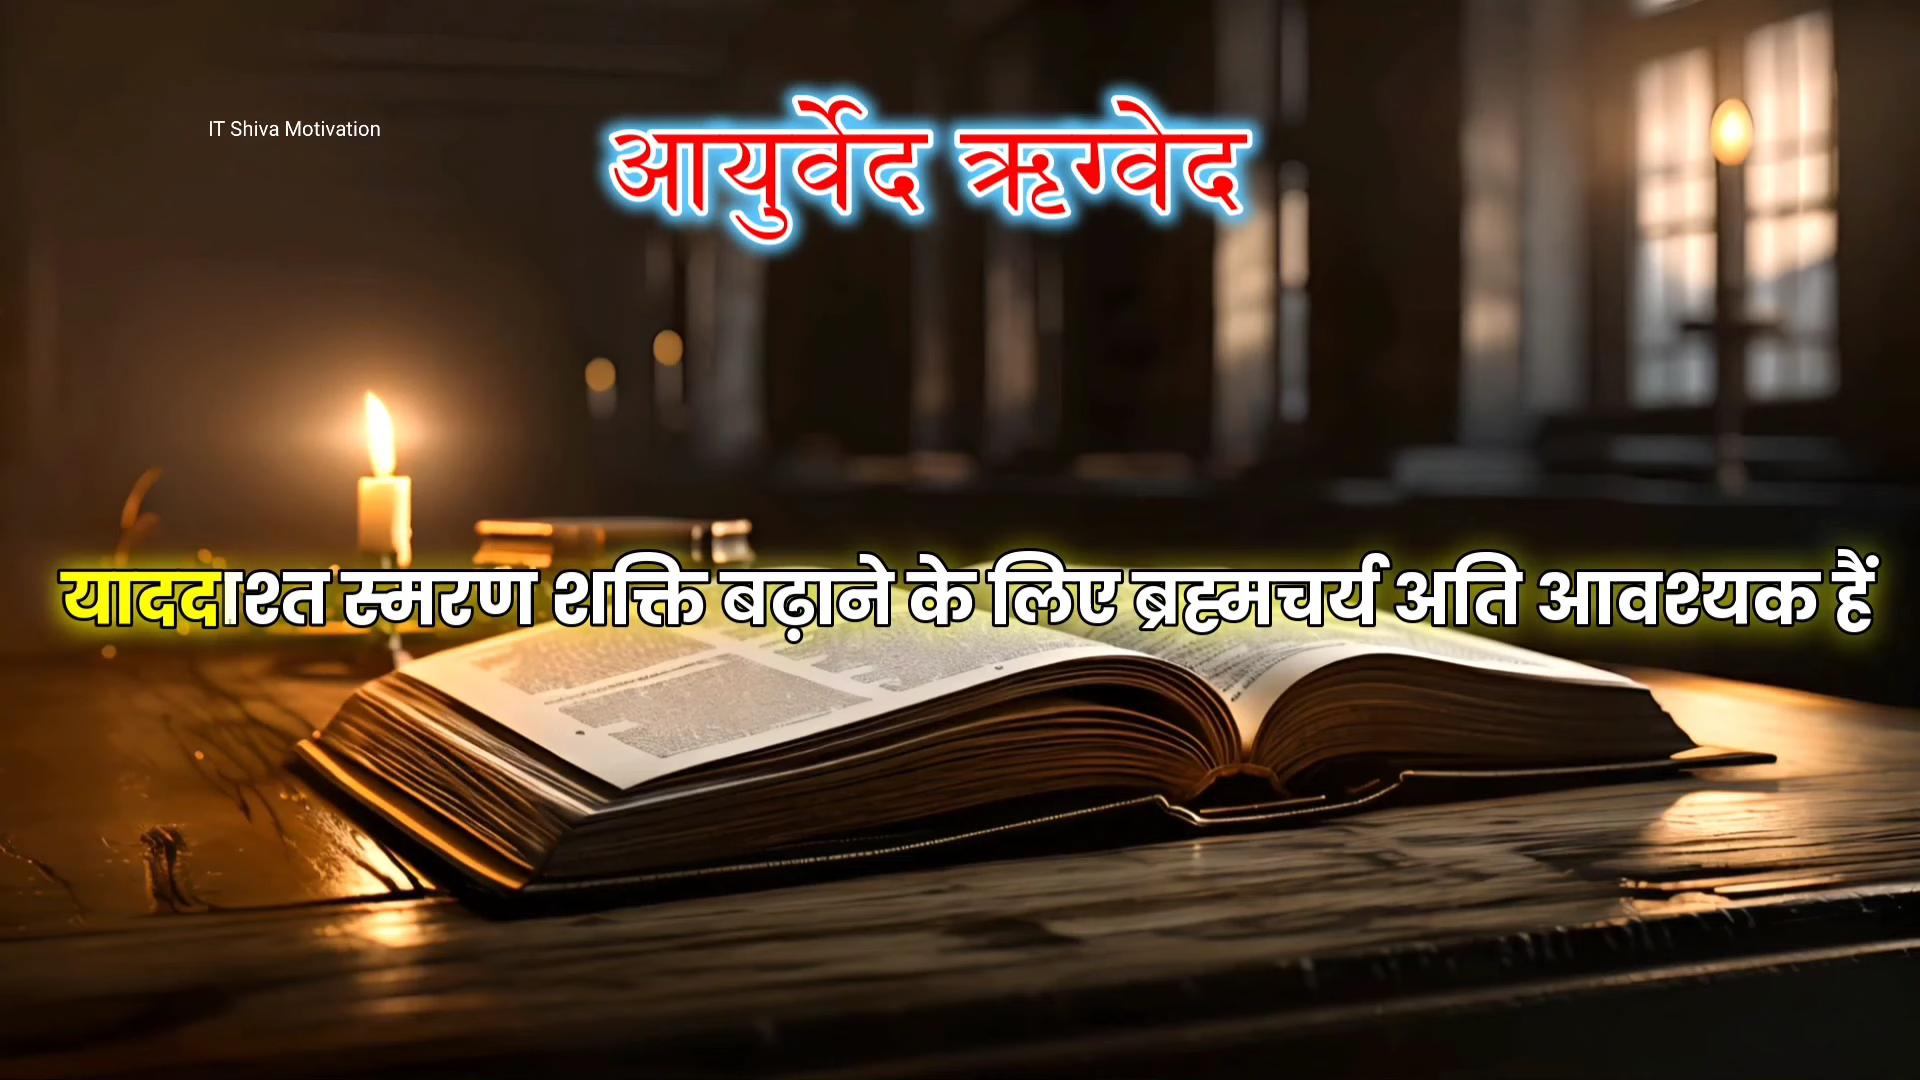 IT Shiva Motivation
आयुर्वेद ऋग्वेद
याददाश्त स्मरण शक्ति बढ़ाने के लिए ब्रह्मचर्य अति आवश्यक हैं